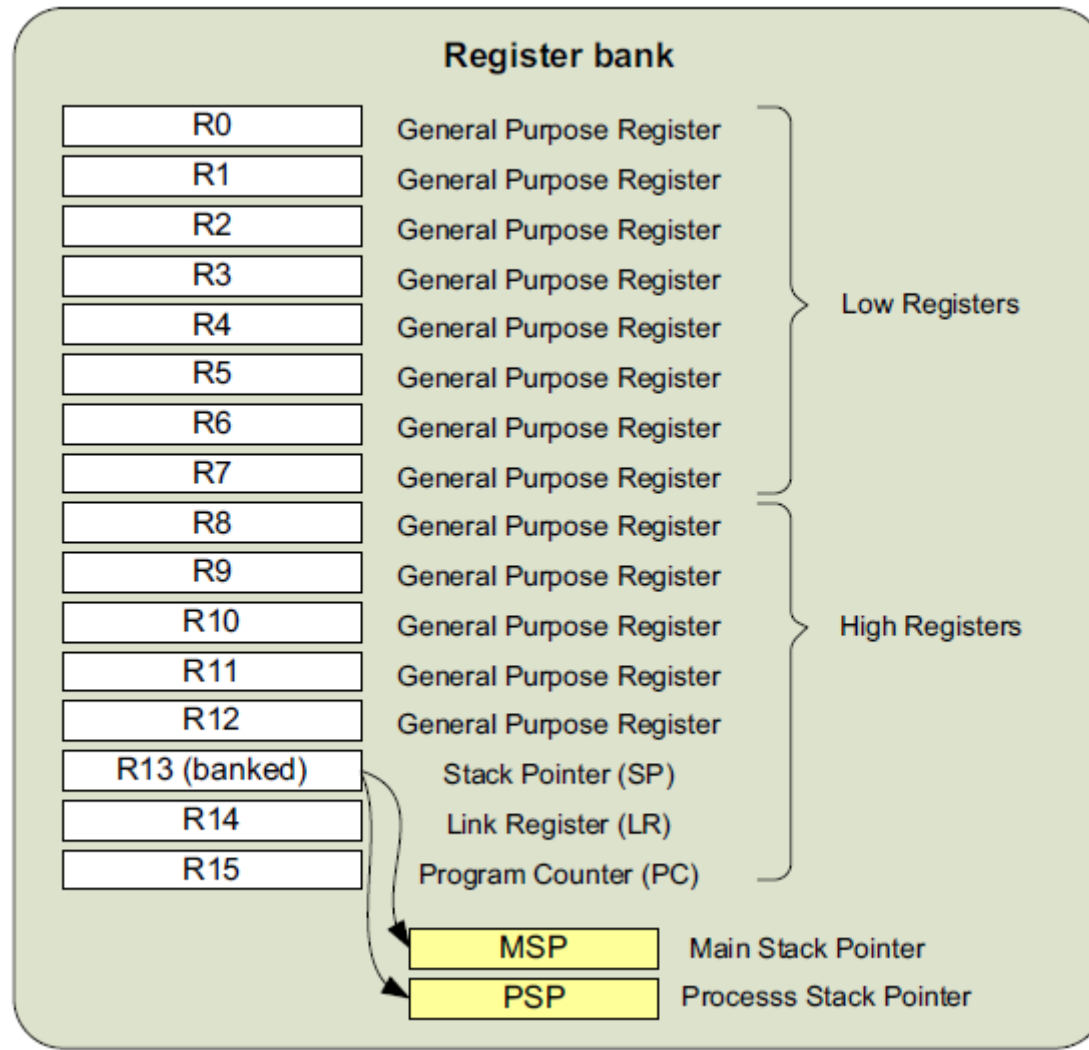 Register bank
R0 General Purpose Register
R1 General Purpose Register
R2 General Purpose Register
R3 General Purpose Register
Low Registers
R4 General Purpose Register
R5 General Purpose Register
R6 General Purpose Register
R7 General Purpose Register
R8 General Purpose Register
R9 General Purpose Register
R10 General Purpose Register
High Registers
R11 General Purpose Register
R12 General Purpose Register
R13 (banked) Stack Pointer (SP)
R14 Link Register (LR)
R15 Program Counter (PC)
MSP Main Stack Pointer
PSP Processs Stack Pointer